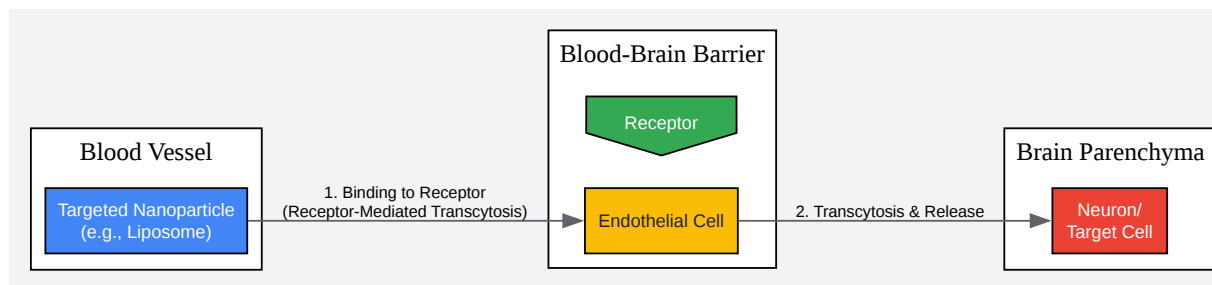 Blood Vessel
Targeted Nanoparticle
(e.g., Liposome)
1. Binding to Receptor
(Receptor-Mediated Transcytosis)
Blood-Brain Barrier
Receptor
Endothelial Cell
2. Transcytosis & Release
Brain Parenchyma
Neuron/
Target Cell